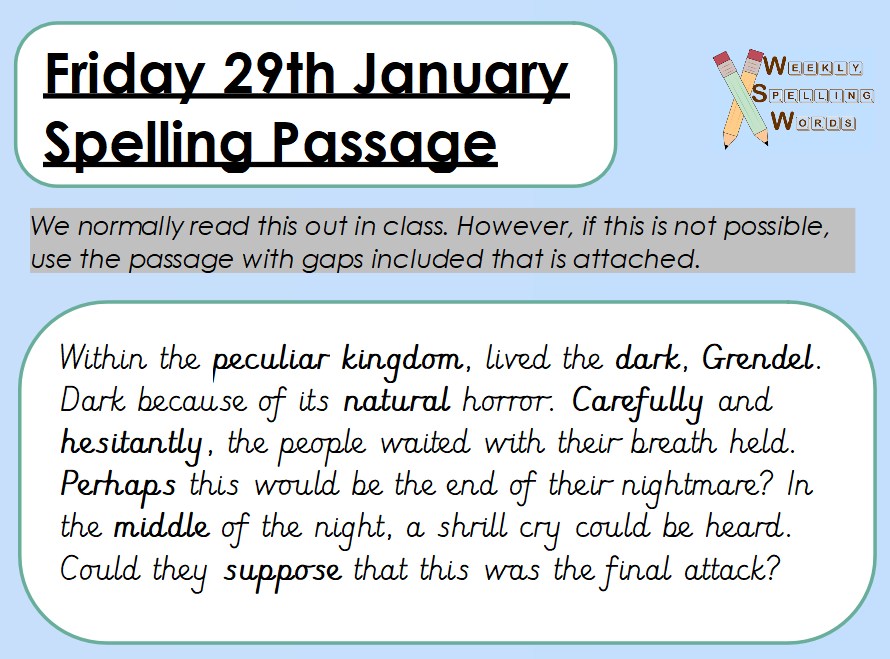 Friday 29th January
Spelling Passage
WEEKLY
SPELLING
WORDS
We normally read this out in class. However, if this is not possible,
use the passage with gaps included that is attached.
Within the peculiar kingdom, lived the dark, Grendel.
Dark because of its natural horror. Carefully and
hesitantly, the people waited with their breath held.
Perhaps this would be the end of their nightmare? In
the middle of the night, a shrill cry could be heard.
Could they suppose that this was the final attack?